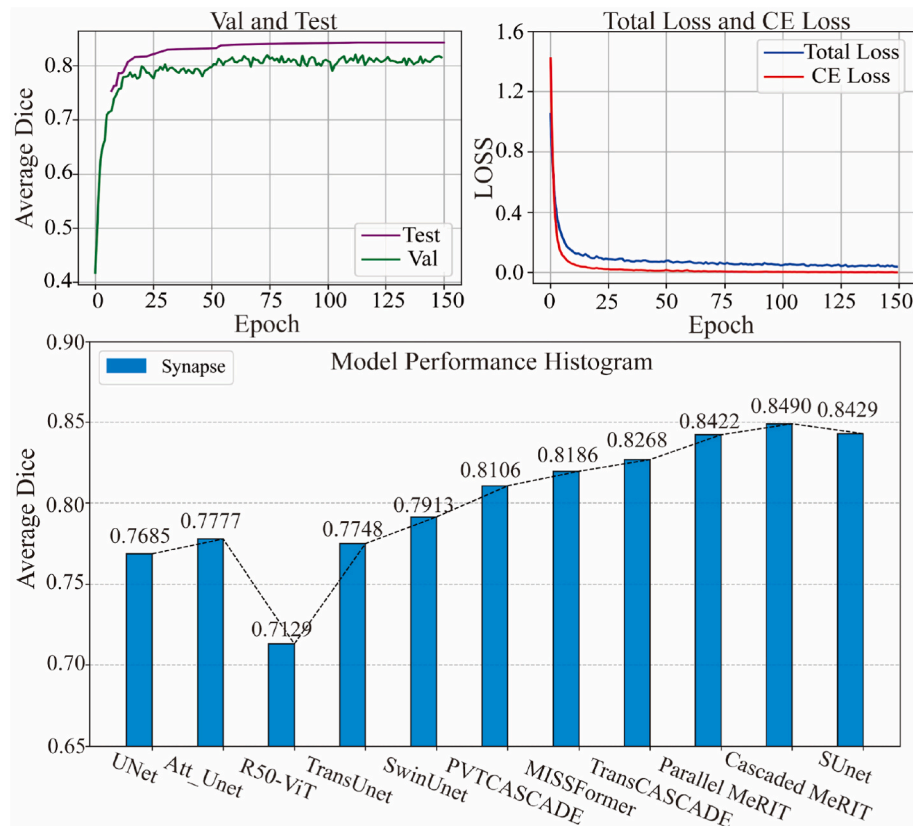 Val and Test
Average Dice
0.8
0.7
0.6
0.5
0.4
Test
Val
0 25 50 75 100 125 150
Epoch
Total Loss and CE Loss
LOSS
1.6
1.2
0.8
0.4
0.0
Total Loss
CE Loss
0 25 50 75 100 125 150
Epoch
Model Performance Histogram
Synapse
Average Dice
0.90
0.85
0.80
0.75
0.70
0.65
0.7685
0.7777
0.7129
0.7748
0.7913
0.8106
0.8186
0.8268
0.8422
0.8490
0.8429
UNet
Att_Unet
R50-ViT
TransUnet
SwinUnet
PVTCASCADE
MISSFormer
TransCASCADE
Parallel MeRIT
Cascaded MeRIT
SUnet